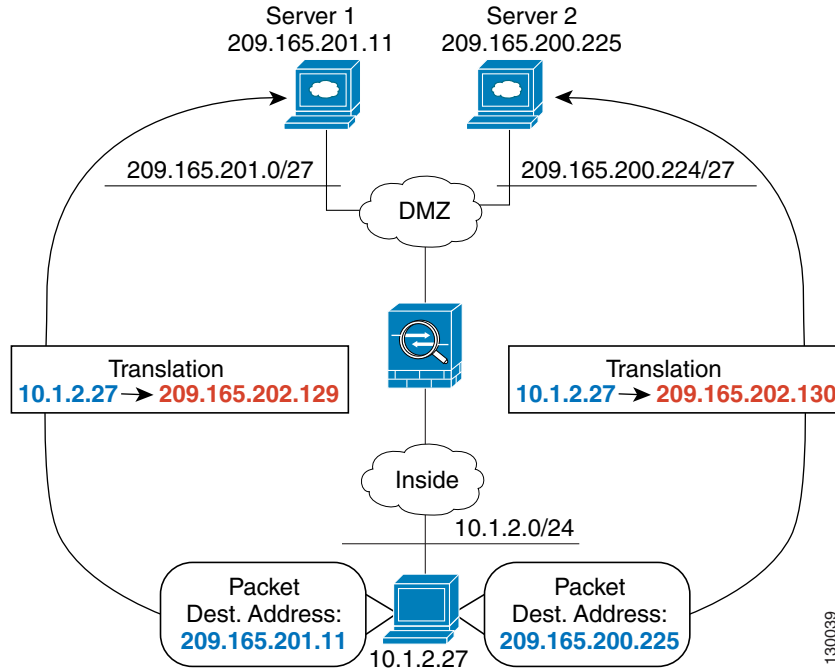 Server 1
209.165.201.11
Server 2
209.165.200.225
209.165.201.0/27
209.165.200.224/27
DMZ
Translation
10.1.2.27 → 209.165.202.129
Translation
10.1.2.27 → 209.165.202.130
Inside
10.1.2.0/24
Packet
Dest. Address:
209.165.201.11
Packet
Dest. Address:
209.165.200.225
10.1.2.27
130039